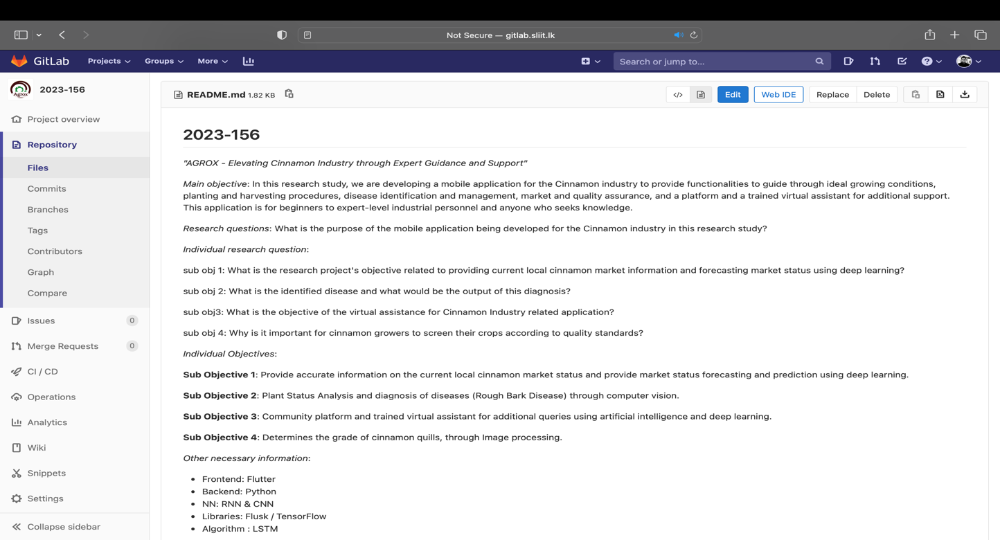 Not Secure — gitlab.sliit.lk
GitLab
Projects
Groups
More
Search or jump to...
Agrox
2023-156
Project overview
Repository
Files
Commits
Branches
Tags
Contributors
Graph
Compare
Issues 0
Merge Requests 0
CI / CD
Operations
Analytics
Wiki
Snippets
Settings
Collapse sidebar
README.md 1.82 KB
Edit
Web IDE
Replace
Delete
2023-156
"AGROX - Elevating Cinnamon Industry through Expert Guidance and Support"
Main objective: In this research study, we are developing a mobile application for the Cinnamon industry to provide functionalities to guide through ideal growing conditions,
planting and harvesting procedures, disease identification and management, market and quality assurance, and a platform and a trained virtual assistant for additional support.
This application is for beginners to expert-level industrial personnel and anyone who seeks knowledge.
Research questions: What is the purpose of the mobile application being developed for the Cinnamon industry in this research study?
Individual research question:
sub obj 1: What is the research project's objective related to providing current local cinnamon market information and forecasting market status using deep learning?
sub obj 2: What is the identified disease and what would be the output of this diagnosis?
sub obj3: What is the objective of the virtual assistance for Cinnamon Industry related application?
sub obj 4: Why is it important for cinnamon growers to screen their crops according to quality standards?
Individual Objectives:
Sub Objective 1: Provide accurate information on the current local cinnamon market status and provide market status forecasting and prediction using deep learning.
Sub Objective 2: Plant Status Analysis and diagnosis of diseases (Rough Bark Disease) through computer vision.
Sub Objective 3: Community platform and trained virtual assistant for additional queries using artificial intelligence and deep learning.
Sub Objective 4: Determines the grade of cinnamon quills, through Image processing.
Other necessary information:
• Frontend: Flutter
• Backend: Python
• NN: RNN & CNN
• Libraries: Flusk / TensorFlow
• Algorithm : LSTM